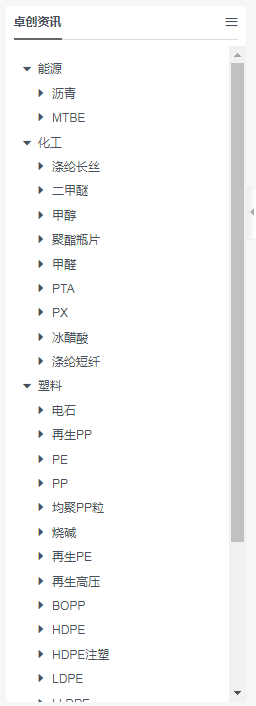 卓创资讯
能源
沥青
MTBE
化工
涤纶长丝
二甲醚
甲醇
聚酯瓶片
甲醛
PTA
PX
冰醋酸
涤纶短纤
塑料
电石
再生PP
PE
PP
均聚PP粒
烧碱
再生PE
再生高压
BOPP
HDPE
HDPE注塑
LDPE